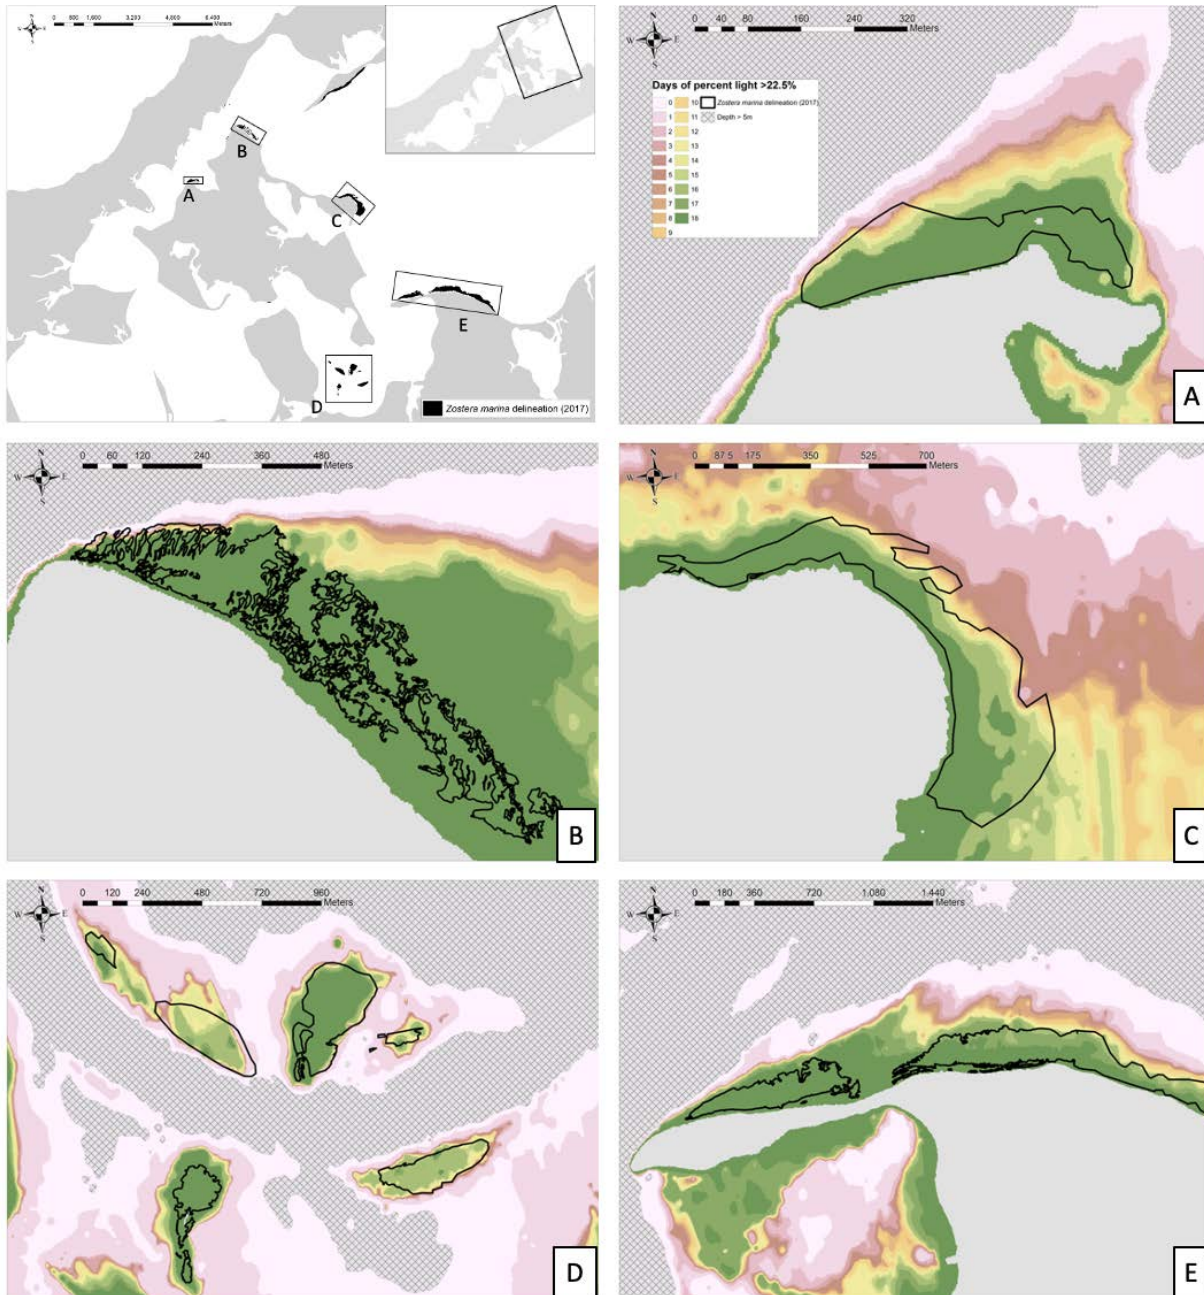 0 800 1.600 3.200 4.800 6.400
Meters
N
W E
S
A
B
C
D
E
Zostera marina delineation (2017)
0 40 80 160 240 320
Meters
N
W E
S
Days of percent light >22.5%
0 10 Zostera marina delineation (2017)
1 11 Depth > 5m
2 12
3 13
4 14
5 15
6 16
7 17
8 18
9
A
0 60 120 240 360 480
Meters
N
W E
S
B
0 87,5 175 350 525 700
Meters
N
W E
S
C
0 120 240 480 720 960
Meters
N
W E
S
D
0 180 360 720 1.080 1.440
Meters
N
W E
S
E